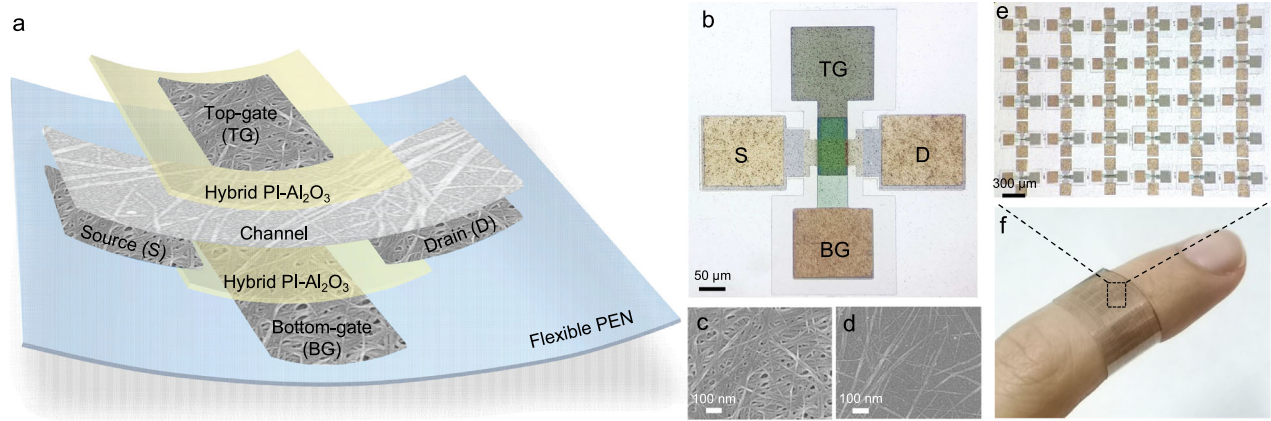 a
Top-gate
(TG)
Hybrid PI-Al₂O₃
Source (S)
Channel
Drain (D)
Hybrid PI-Al₂O₃
Bottom-gate
(BG)
Flexible PEN
b
TG
S
D
BG
50 µm
c
100 nm
d
100 nm
e
300 µm
f